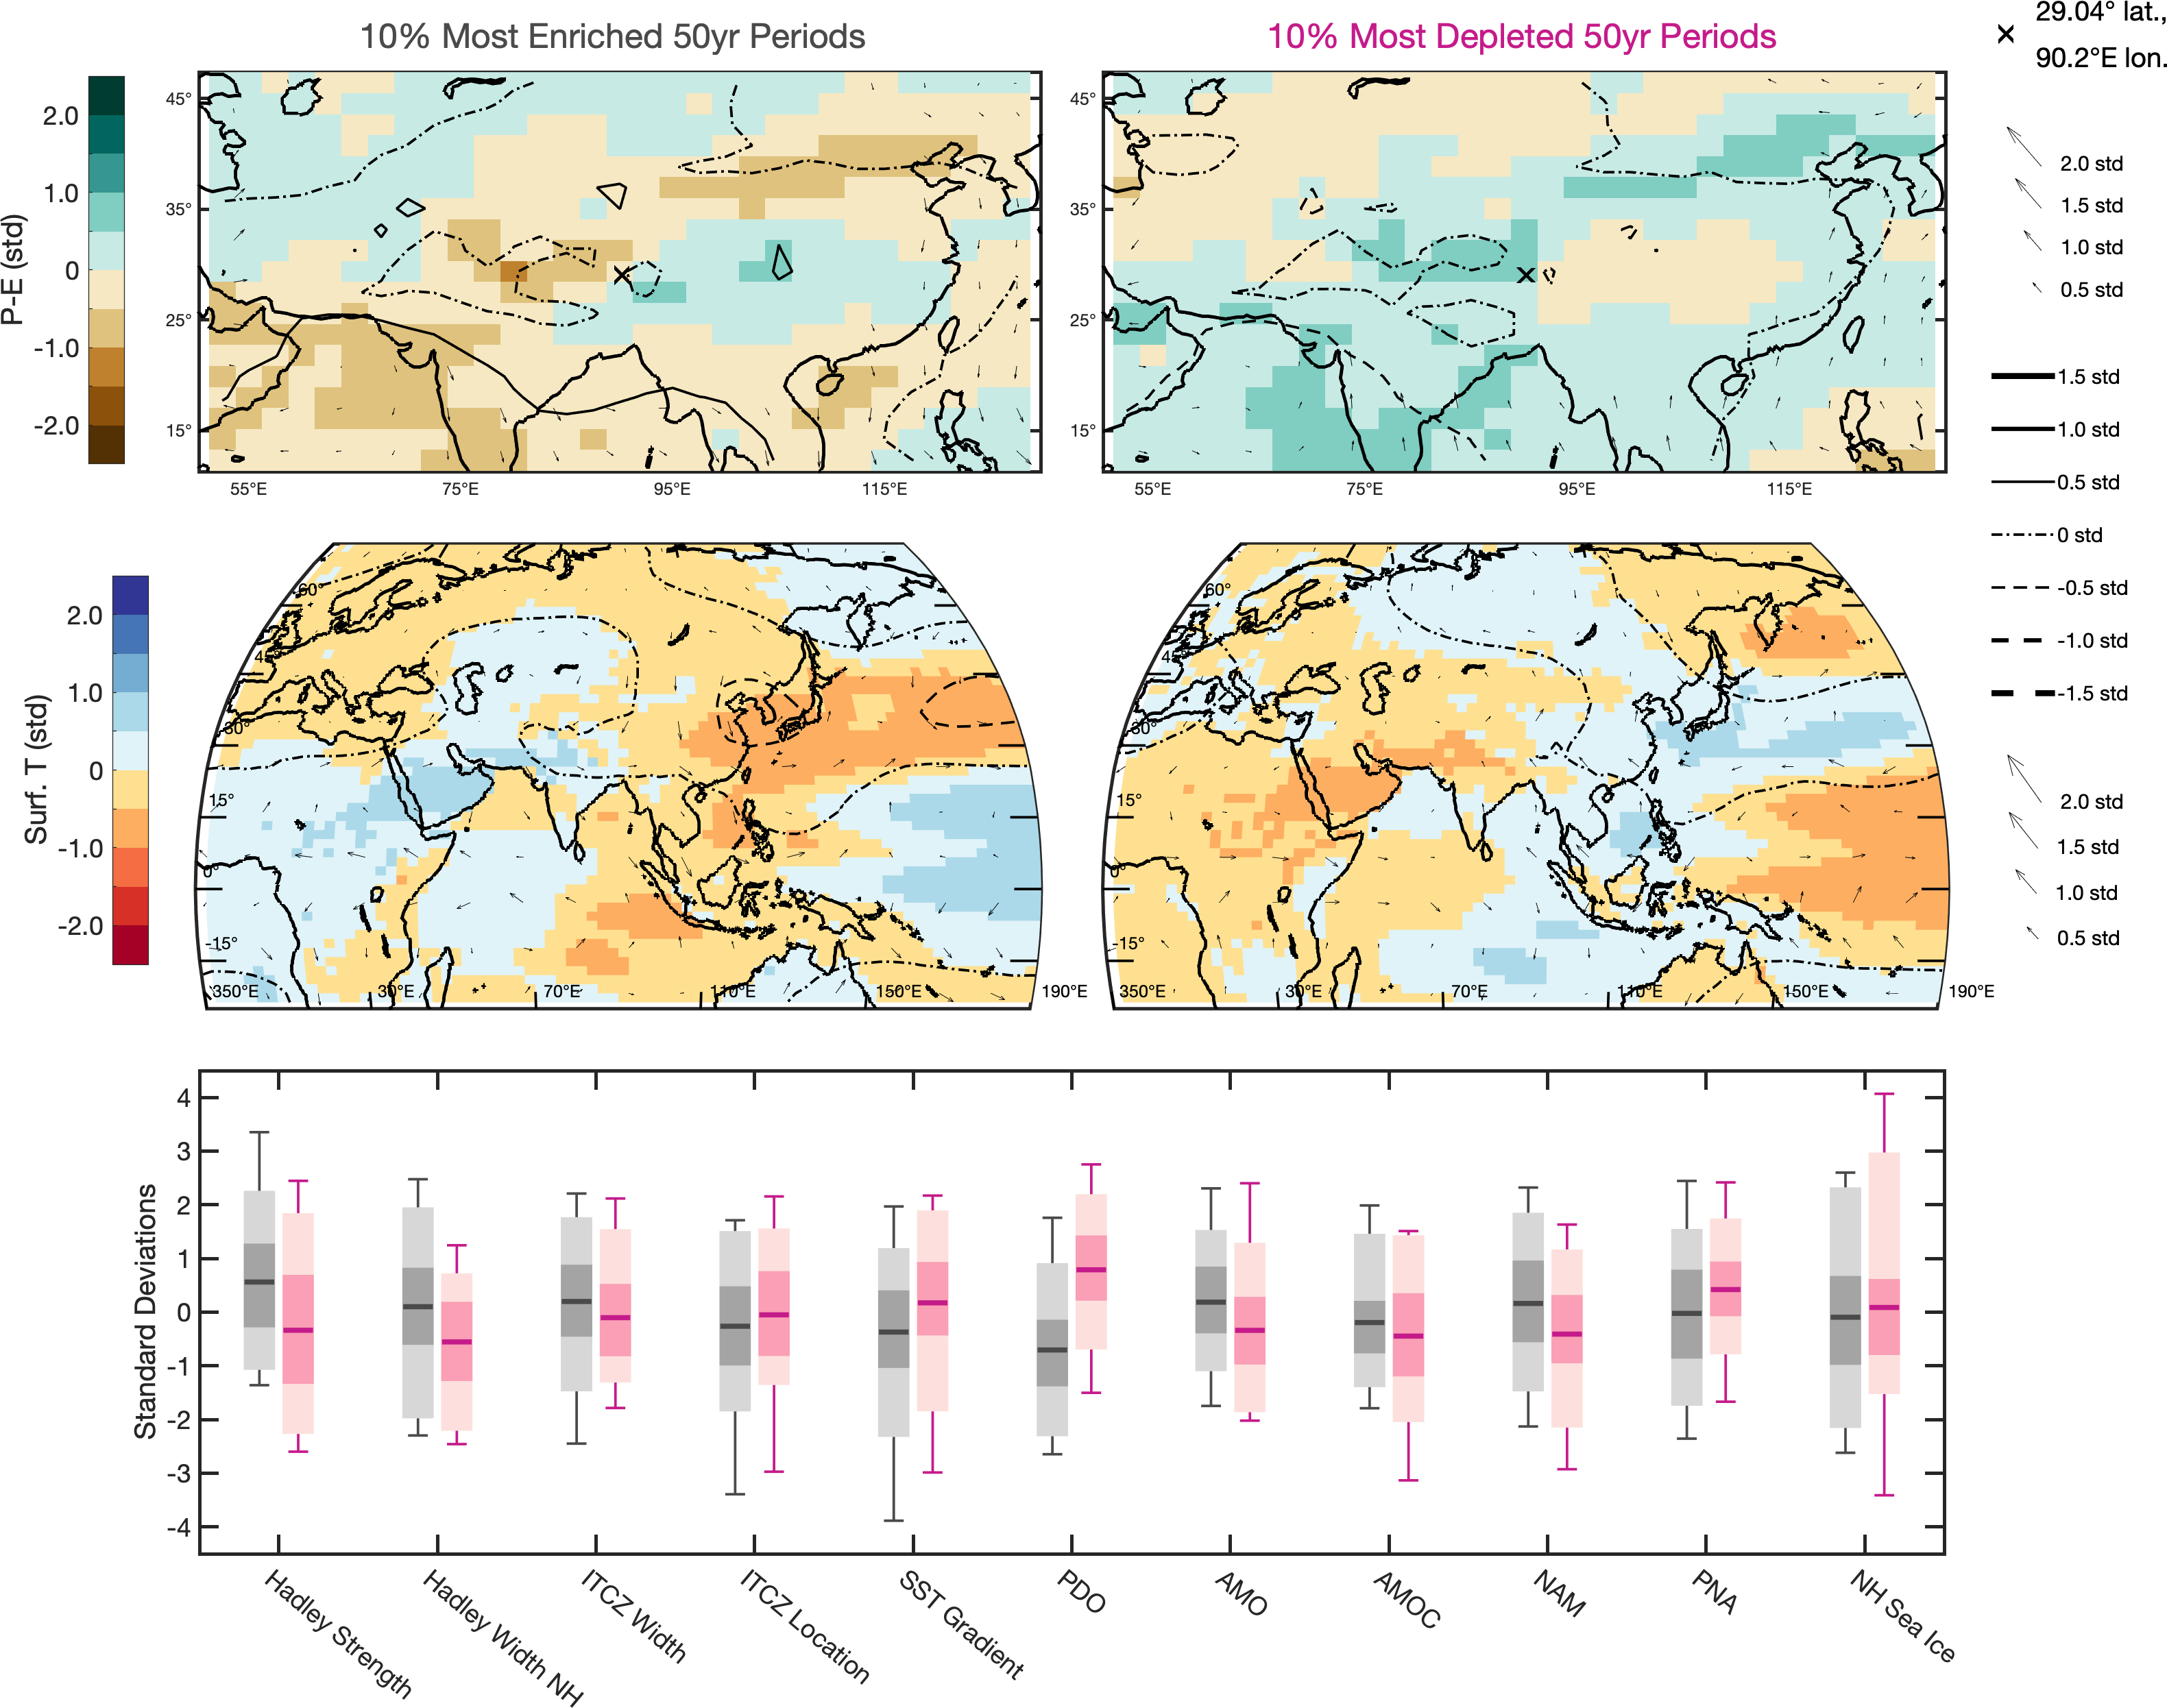 10% Most Enriched 50yr Periods
10% Most Depleted 50yr Periods
29.04° lat.,
90.2°E lon.
P-E (std)
2.0
1.0
0
-1.0
-2.0
45°
35°
25°
15°
55°E
75°E
95°E
115°E
45°
35°
25°
15°
55°E
75°E
95°E
115°E
2.0 std
1.5 std
1.0 std
0.5 std
1.5 std
1.0 std
0.5 std
0 std
-0.5 std
-1.0 std
-1.5 std
Surf. T (std)
2.0
1.0
0
-1.0
-2.0
60°
45°
30°
15°
0°
-15°
350°E
30°E
70°E
110°E
150°E
190°E
60°
45°
30°
15°
0°
-15°
350°E
30°E
70°E
110°E
150°E
190°E
2.0 std
1.5 std
1.0 std
0.5 std
Standard Deviations
4
3
2
1
0
-1
-2
-3
-4
Hadley Strength
Hadley Width NH
ITCZ Width
ITCZ Location
SST Gradient
PDO
AMO
AMOC
NAM
PNA
NH Sea Ice